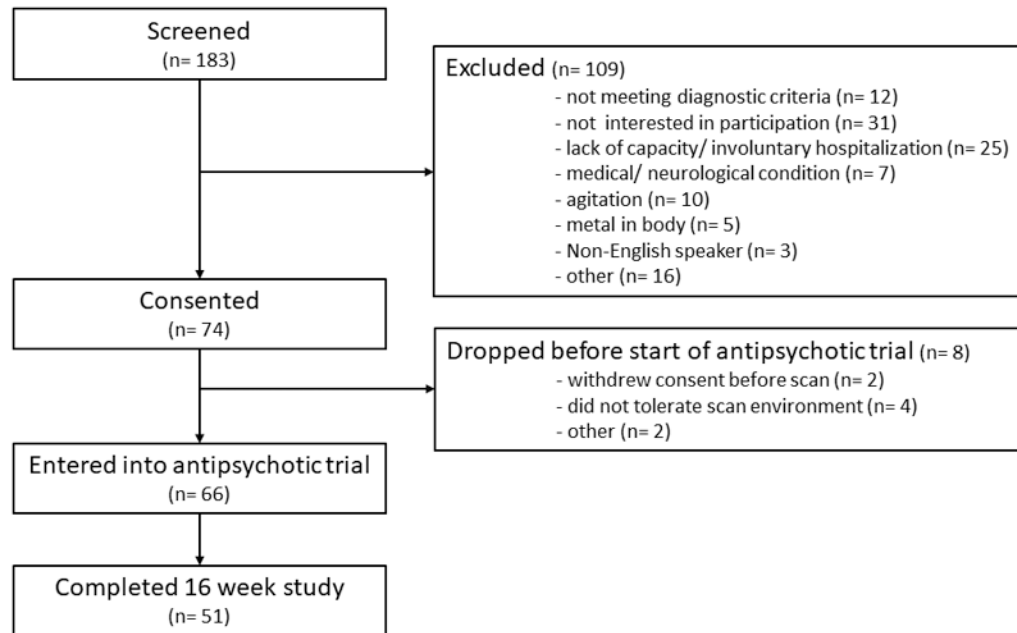 Screened
(n= 183)
Excluded (n= 109)
- not meeting diagnostic criteria (n= 12)
- not interested in participation (n= 31)
- lack of capacity/ involuntary hospitalization (n= 25)
- medical/ neurological condition (n= 7)
- agitation (n= 10)
- metal in body (n= 5)
- Non-English speaker (n= 3)
- other (n= 16)
Consented
(n= 74)
Dropped before start of antipsychotic trial (n= 8)
- withdrew consent before scan (n= 2)
- did not tolerate scan environment (n= 4)
- other (n= 2)
Entered into antipsychotic trial
(n= 66)
Completed 16 week study
(n= 51)